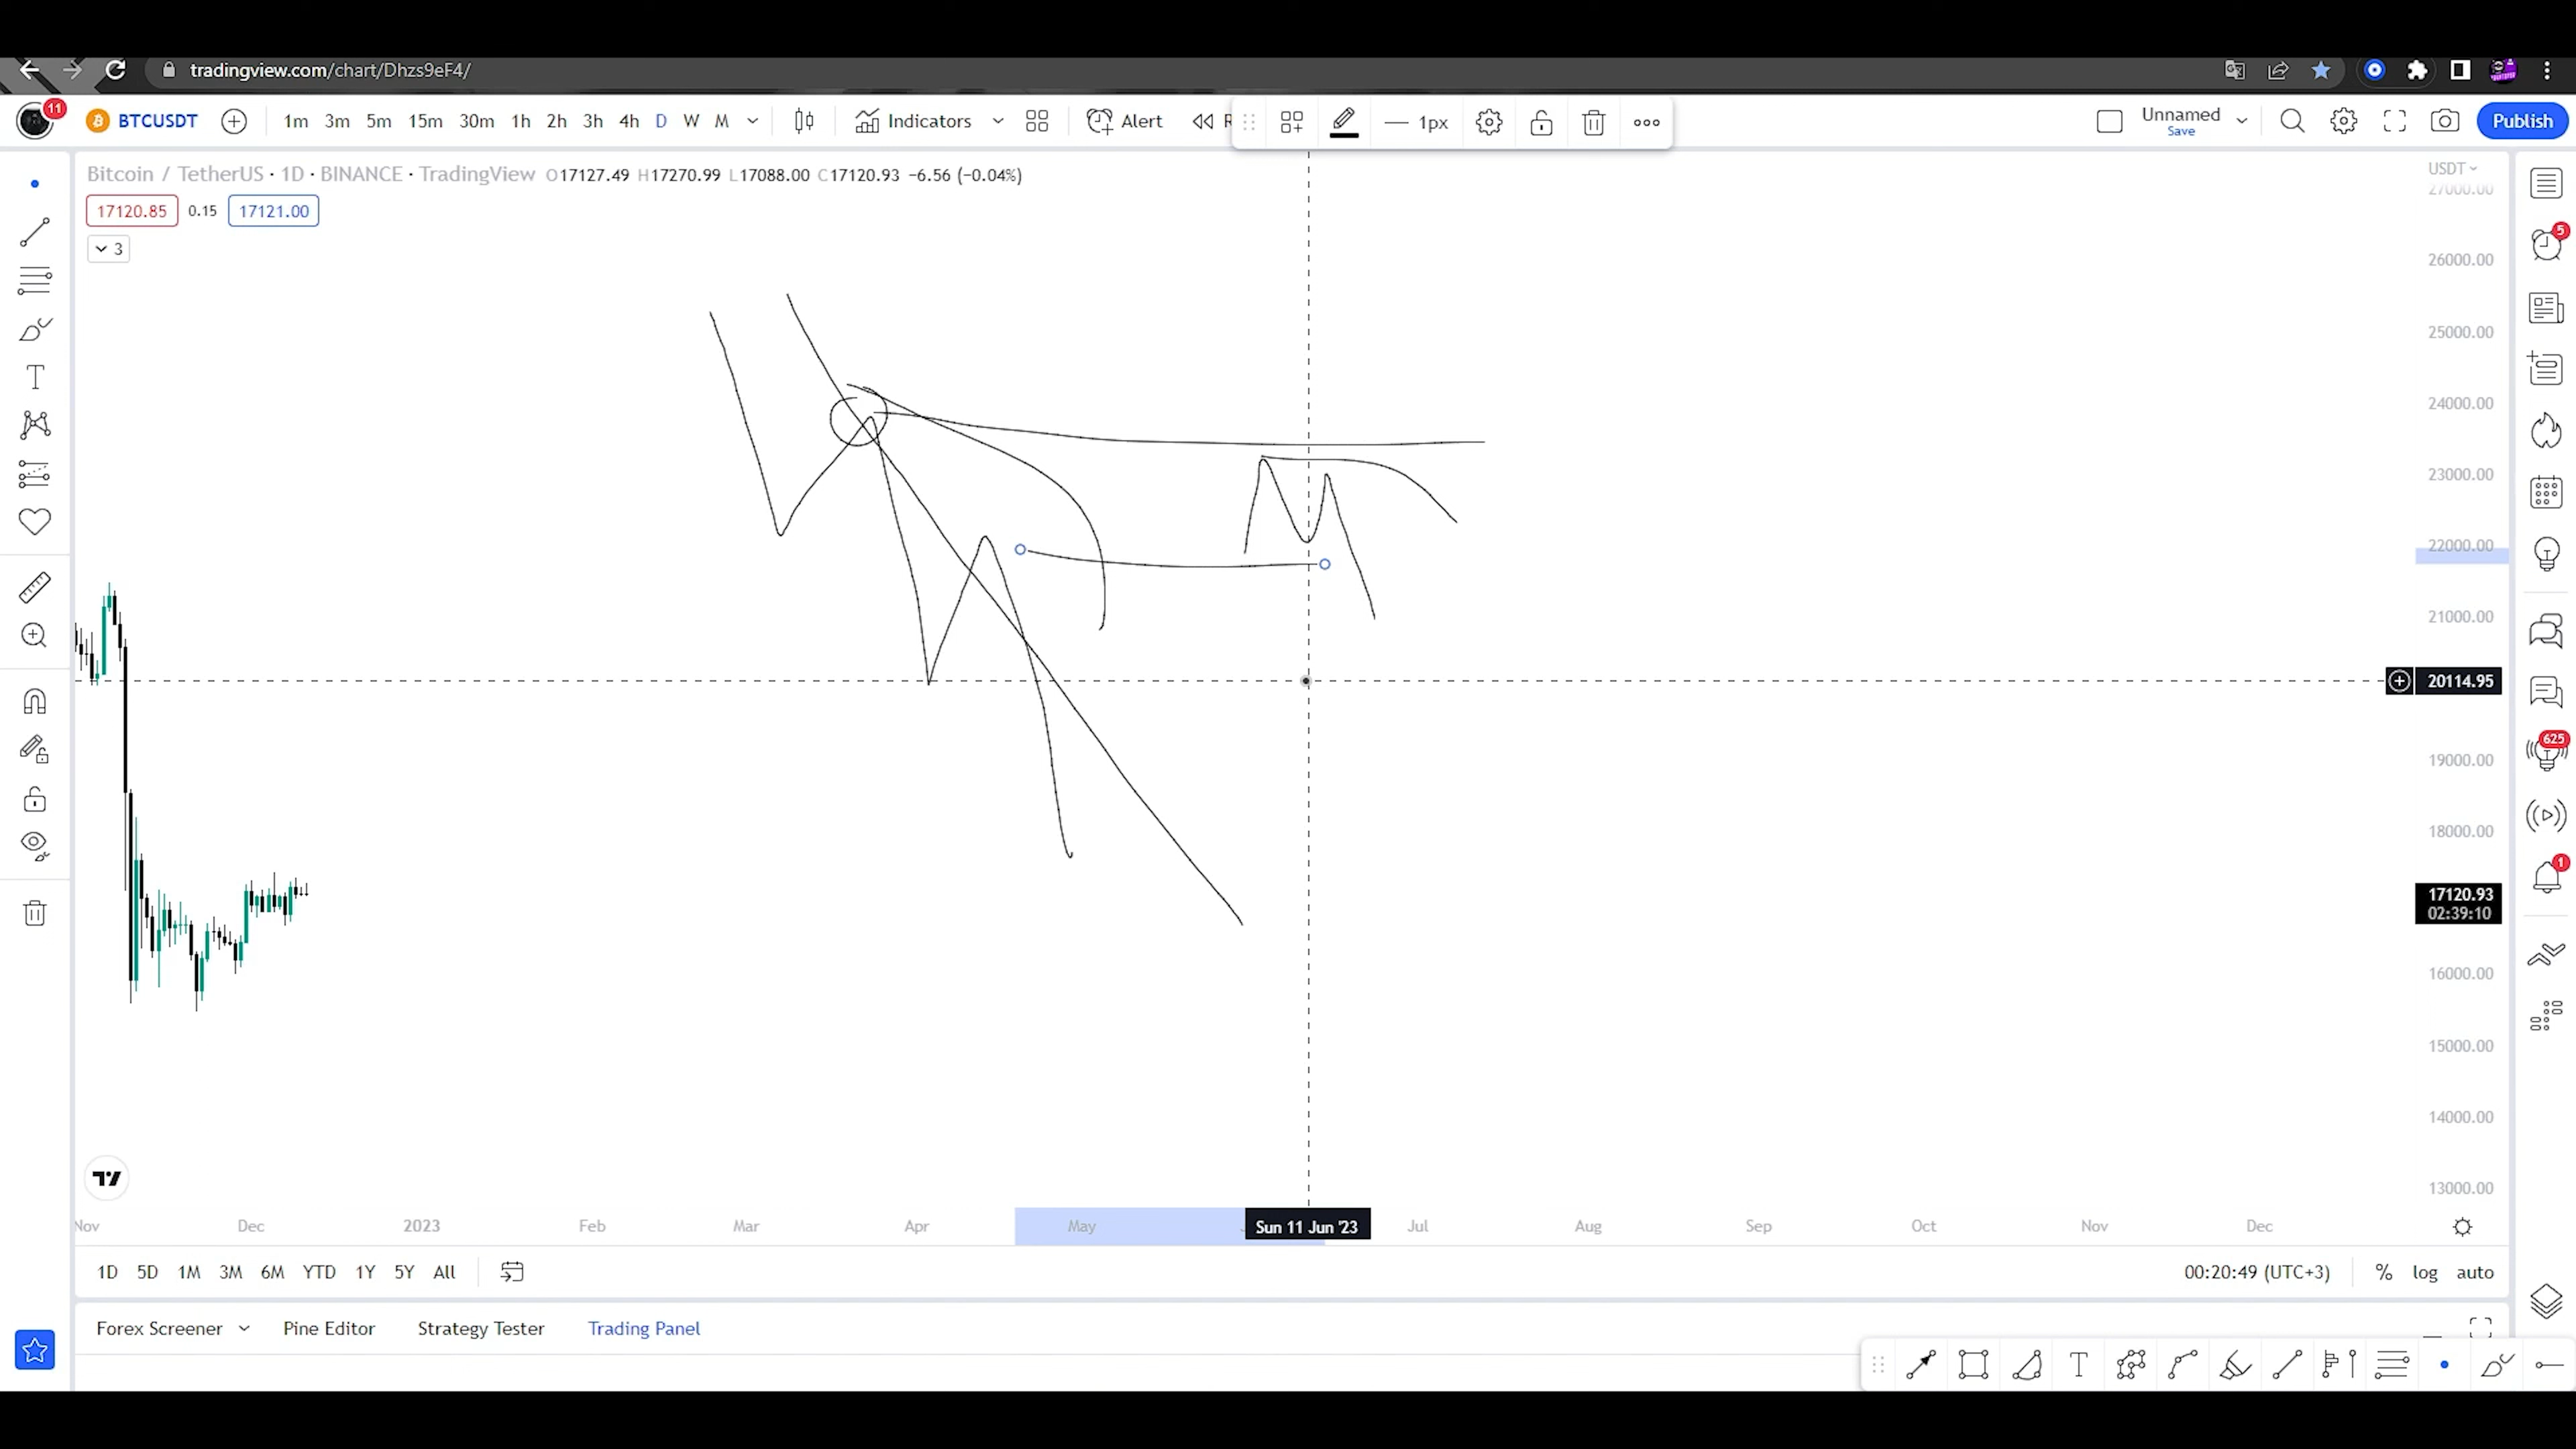 tradingview.com/chart/Dhzs9eF4/
11 BTCUSDT 1m 3m 5m 15m 30m 1h 2h 3h 4h D W M Indicators Alert R 1px Unnamed Save Publish
Bitcoin / TetherUS · 1D · BINANCE · TradingView O17127.49 H17270.99 L17088.00 C17120.93 −6.56 (−0.04%)
USDT
27000.00
17120.85 0.15 17121.00
3
26000.00
5
25000.00
24000.00
23000.00
22000.00
21000.00
20114.95
19000.00
625
18000.00
17120.93
02:39:10
1
16000.00
15000.00
14000.00
13000.00
Nov Dec 2023 Feb Mar Apr May Sun 11 Jun '23 Jul Aug Sep Oct Nov Dec
1D 5D 1M 3M 6M YTD 1Y 5Y All 00:20:49 (UTC+3) % log auto
Forex Screener Pine Editor Strategy Tester Trading Panel